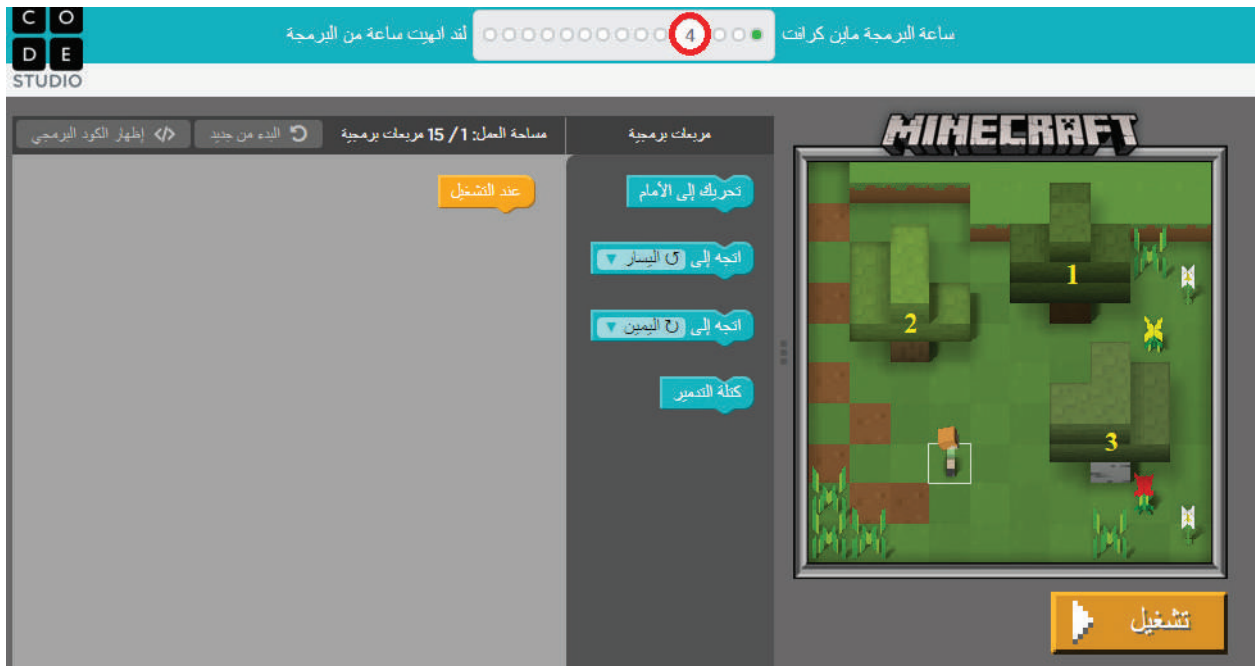 CODE
STUDIO
ساعة البرمجة ماين كرافت
4
لقد انهيت ساعة من البرمجة
MINECRAFT
مربعات برمجية
مساحة العمل: 1 / 15 مربعات برمجية
البدء من جديد
</> إظهار الكود البرمجي
تحريك إلى الأمام
اتجه إلى اليسار
اتجه إلى اليمين
كتلة التدمير
عند التشغيل
1
2
3
تشغيل